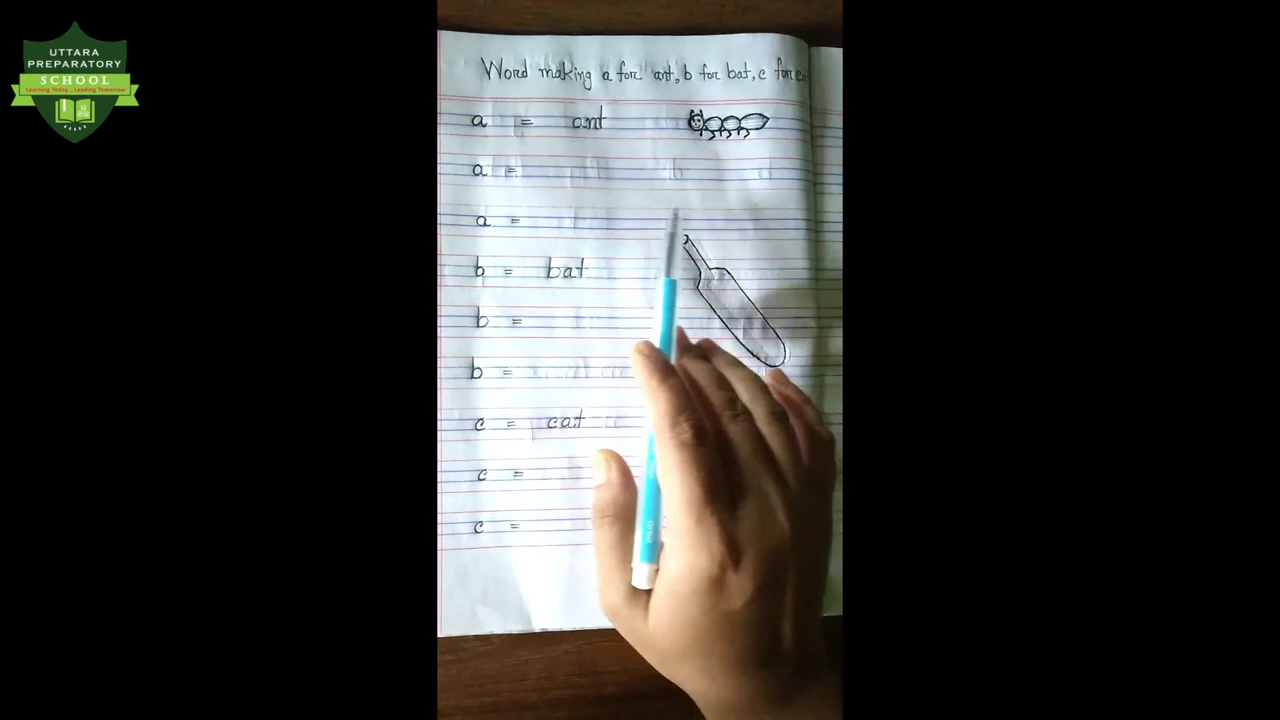 UTTARA
PREPARATORY
SCHOOL
Learning Today... Leading Tomorrow
Word making a for ant, b for bat, c for
a = ant
a =
a =
b = bat
b =
b =
c = cat
c =
c =